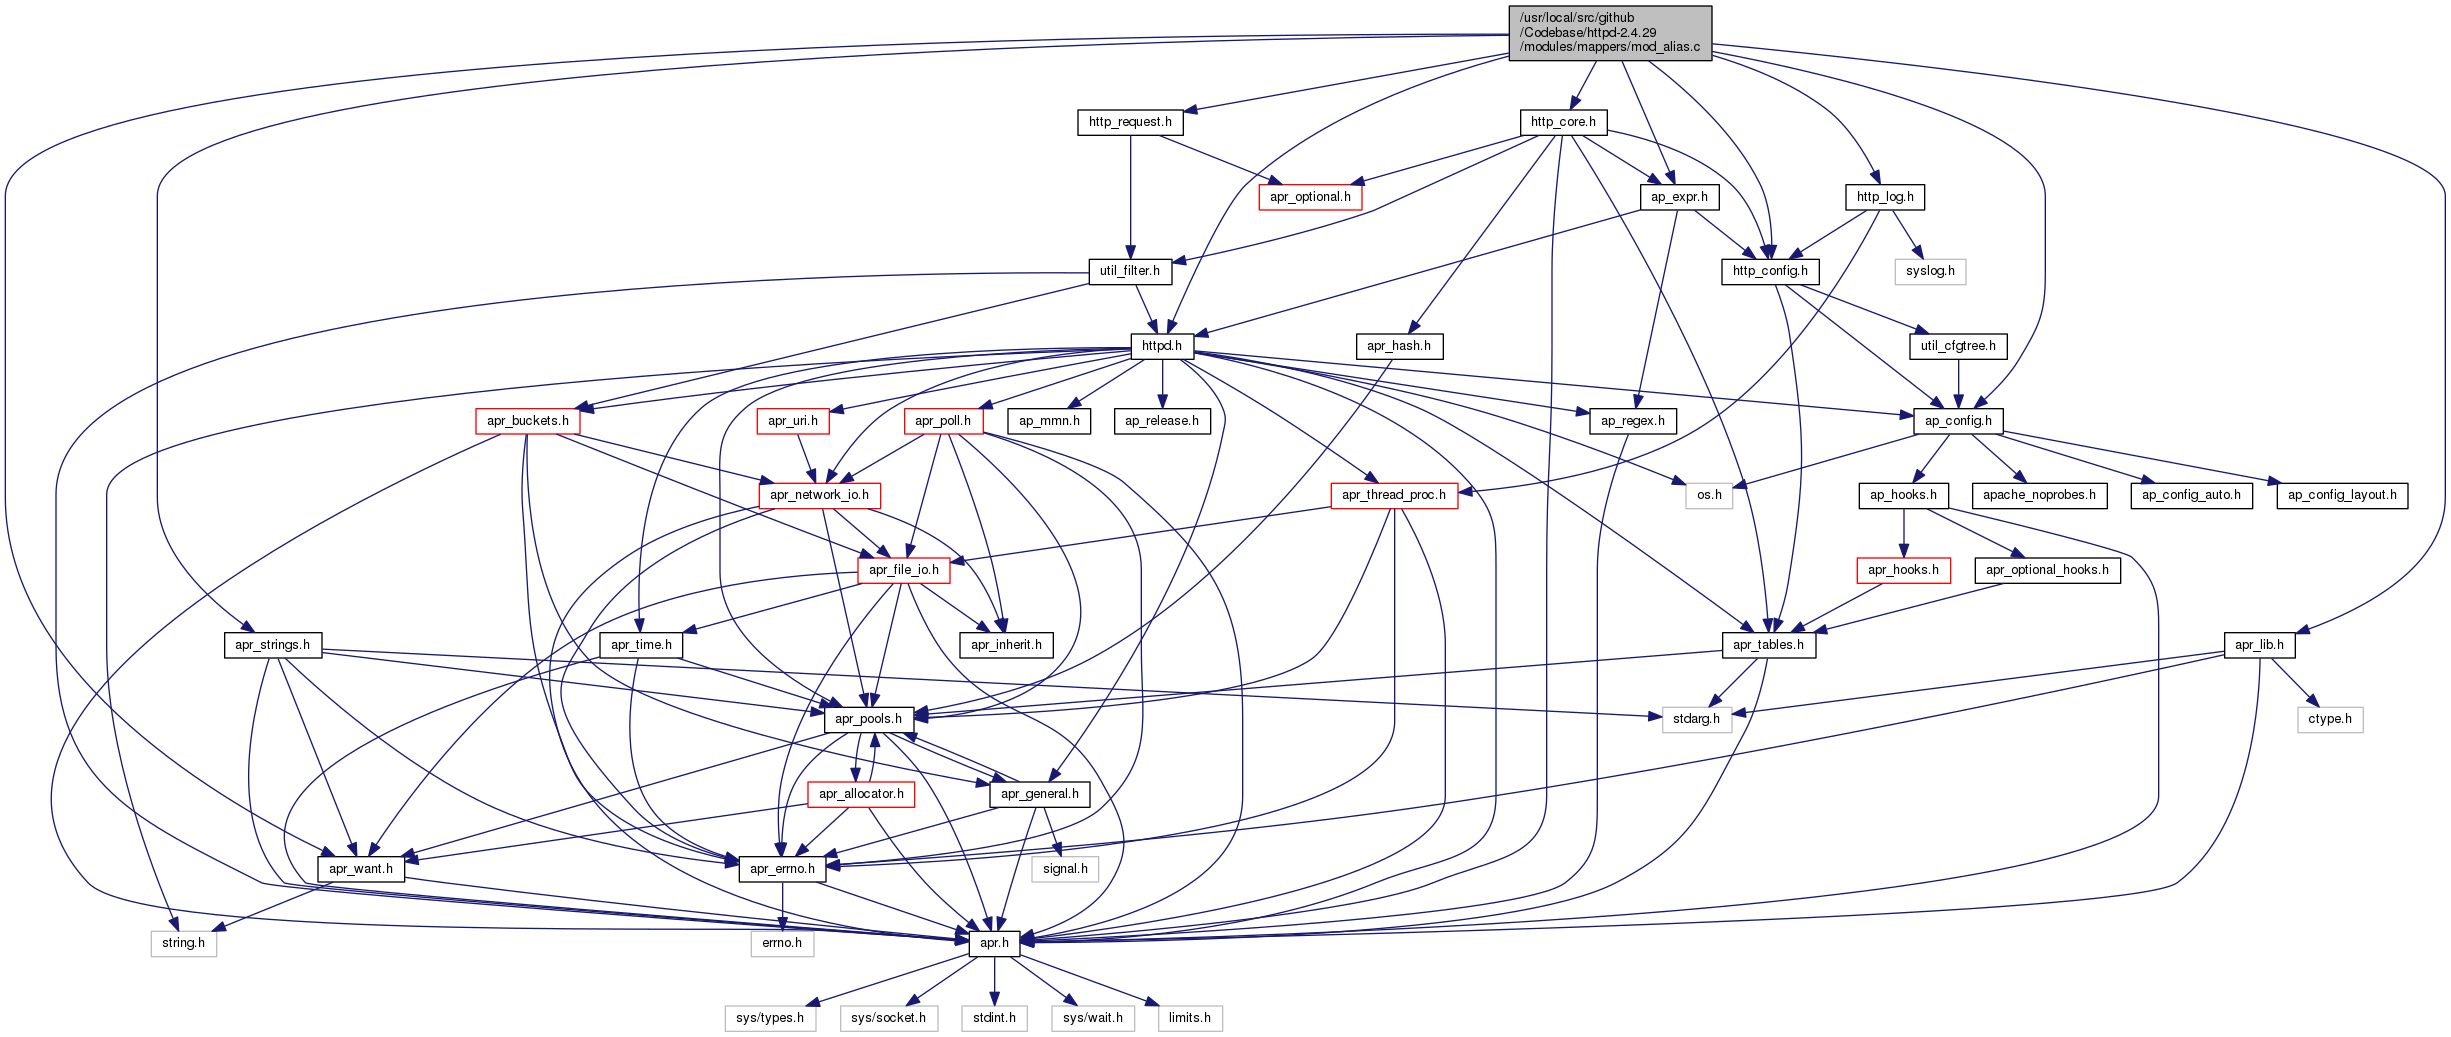 /usr/local/src/github
/Codebase/httpd-2.4.29
/modules/mappers/mod_alias.c
http_request.h
http_core.h
apr_optional.h
ap_expr.h
http_log.h
util_filter.h
http_config.h
syslog.h
httpd.h
apr_hash.h
util_cfgtree.h
apr_buckets.h
apr_uri.h
apr_poll.h
ap_mmn.h
ap_release.h
ap_regex.h
ap_config.h
apr_network_io.h
apr_thread_proc.h
os.h
ap_hooks.h
apache_noprobes.h
ap_config_auto.h
ap_config_layout.h
apr_file_io.h
apr_hooks.h
apr_optional_hooks.h
apr_strings.h
apr_time.h
apr_inherit.h
apr_tables.h
apr_lib.h
apr_pools.h
stdarg.h
ctype.h
apr_allocator.h
apr_general.h
apr_want.h
apr_errno.h
signal.h
string.h
errno.h
apr.h
sys/types.h
sys/socket.h
stdint.h
sys/wait.h
limits.h